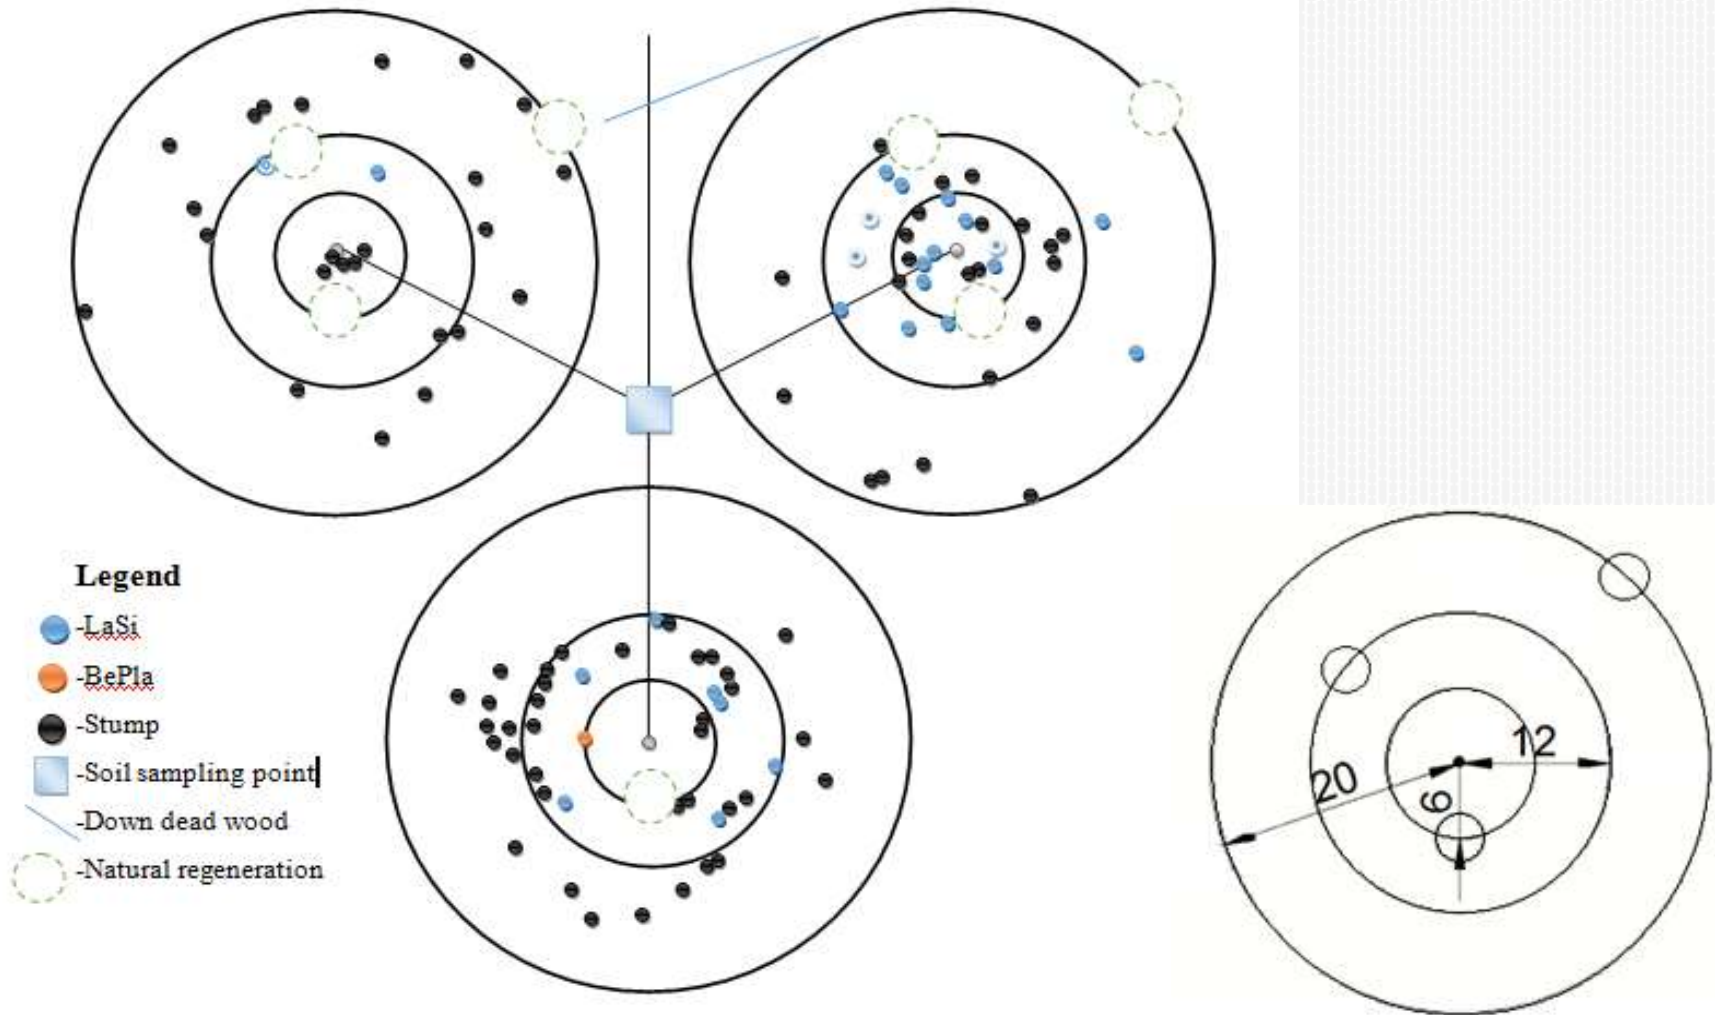 Legend
-LaSi
-BePla
-Stump
-Soil sampling point
-Down dead wood
-Natural regeneration
12
20
6